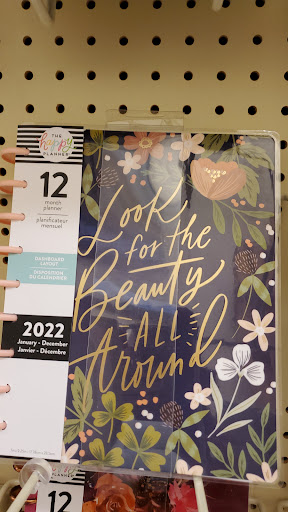 THE
happy
PLANNER
12
month
planner
planificateur
mensuel
DASHBOARD
LAYOUT
DISPOSITION
DU CALENDRIER
2022
January - December
Janvier - Décembre
Look
for the
Beauty
ALL
Around
THE
12